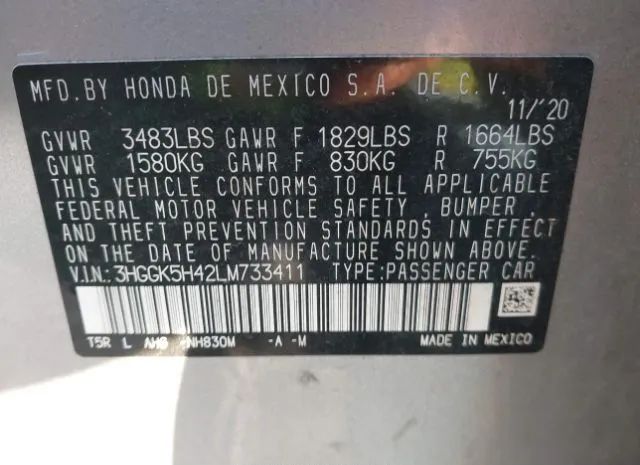 MFD.BY HONDA DE MEXICO S.A. DE C.V.
11/'20
GVWR 3483LBS GAWR F 1829LBS R 1664LBS
GVWR 1580KG GAWR F 830KG R 755KG
THIS VEHICLE CONFORMS TO ALL APPLICABLE
FEDERAL MOTOR VEHICLE SAFETY , BUMPER ,
AND THEFT PREVENTION STANDARDS IN EFFECT
ON THE DATE OF MANUFACTURE SHOWN ABOVE.
V.I.N.: 3HGGK5H42LM733411 TYPE:PASSENGER CAR
T5R L AHG NH830M -A -M MADE IN MEXICO